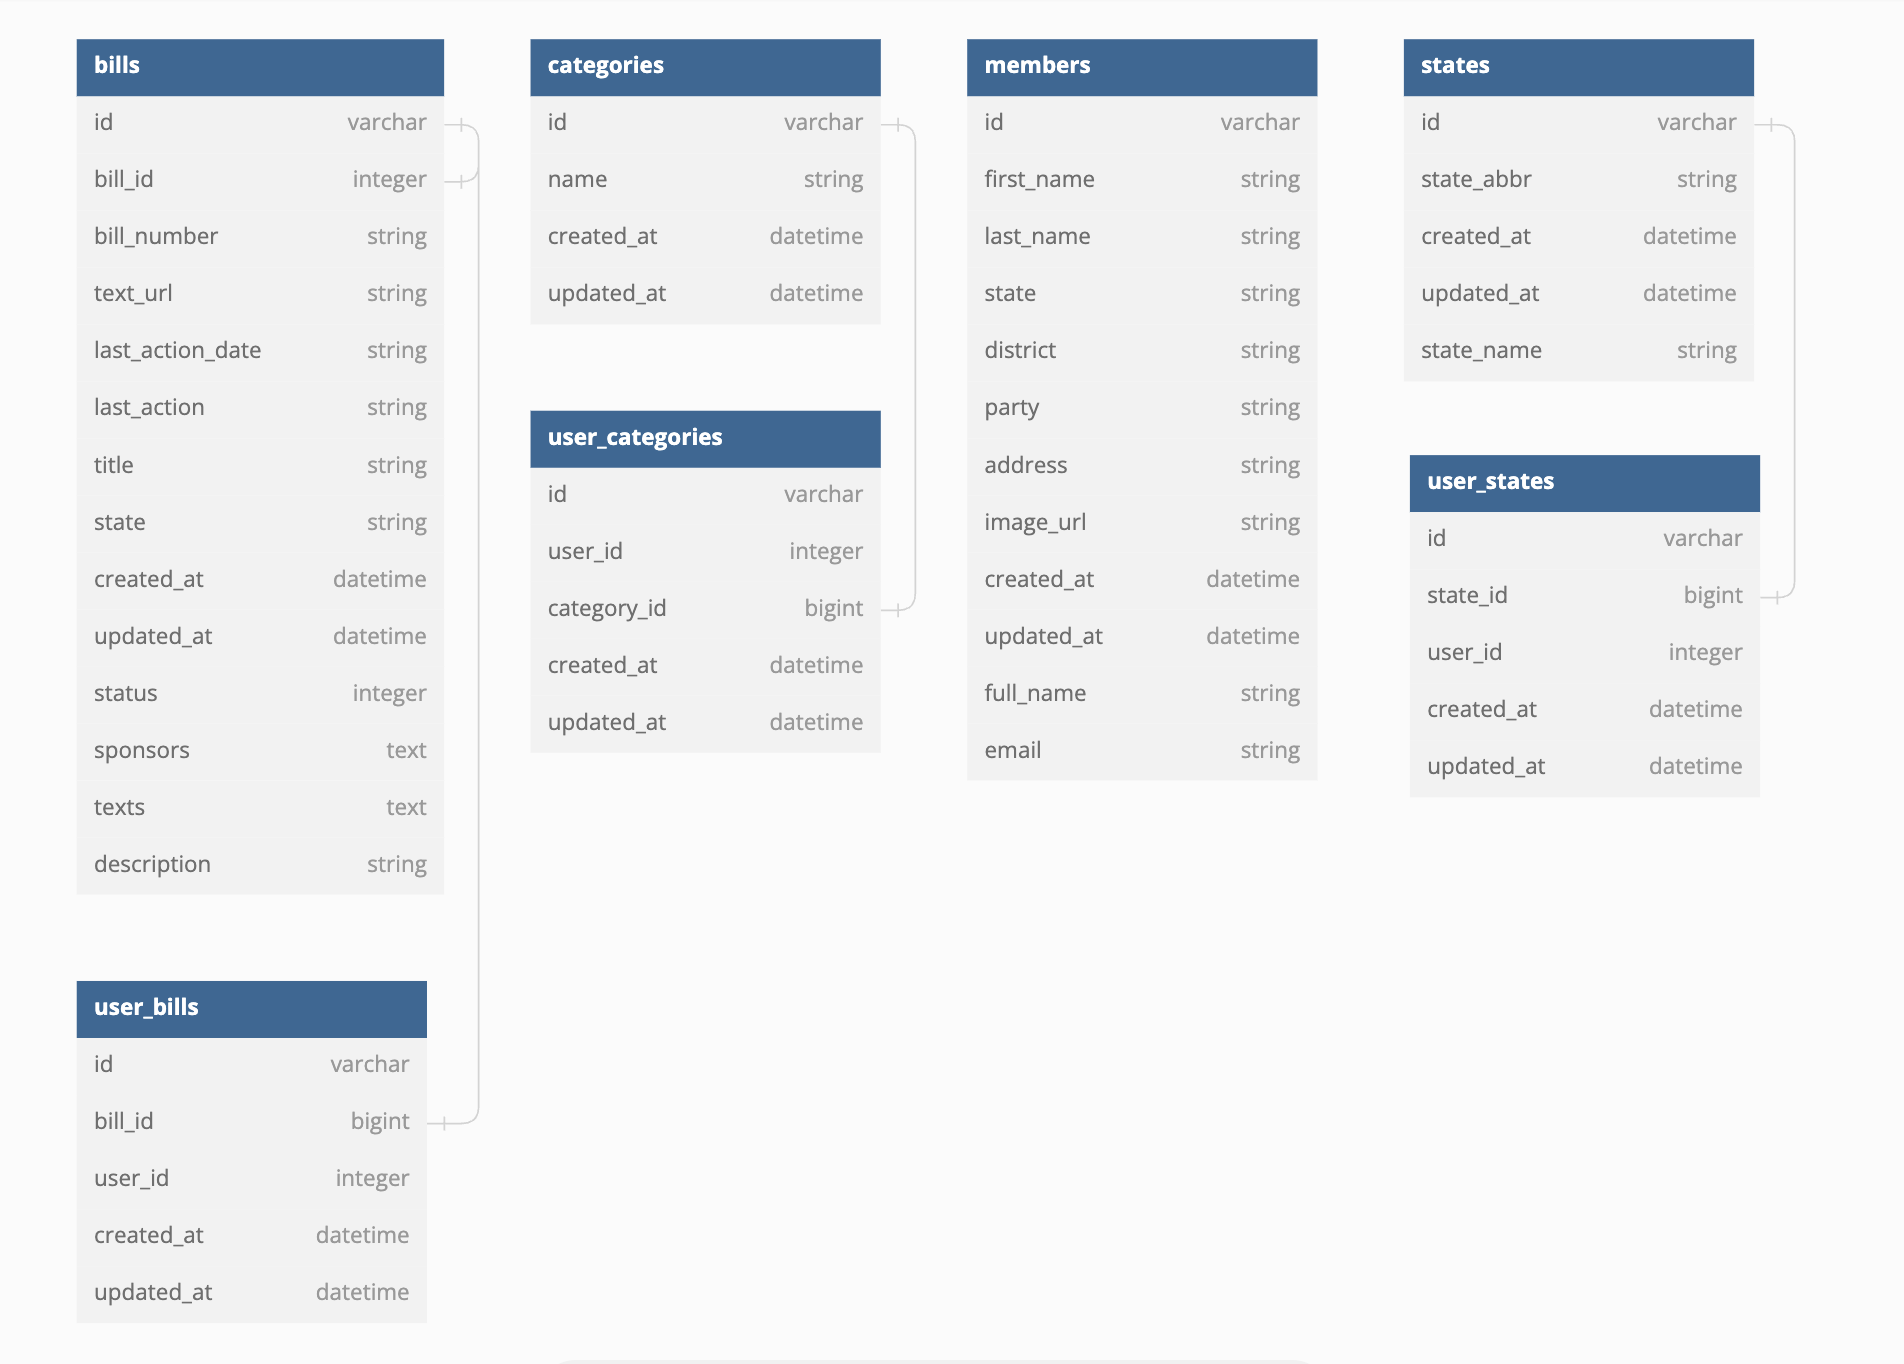 bills
id varchar
bill_id integer
bill_number string
text_url string
last_action_date string
last_action string
title string
state string
created_at datetime
updated_at datetime
status integer
sponsors text
texts text
description string
user_bills
id varchar
bill_id bigint
user_id integer
created_at datetime
updated_at datetime
categories
id varchar
name string
created_at datetime
updated_at datetime
user_categories
id varchar
user_id integer
category_id bigint
created_at datetime
updated_at datetime
members
id varchar
first_name string
last_name string
state string
district string
party string
address string
image_url string
created_at datetime
updated_at datetime
full_name string
email string
states
id varchar
state_abbr string
created_at datetime
updated_at datetime
state_name string
user_states
id varchar
state_id bigint
user_id integer
created_at datetime
updated_at datetime